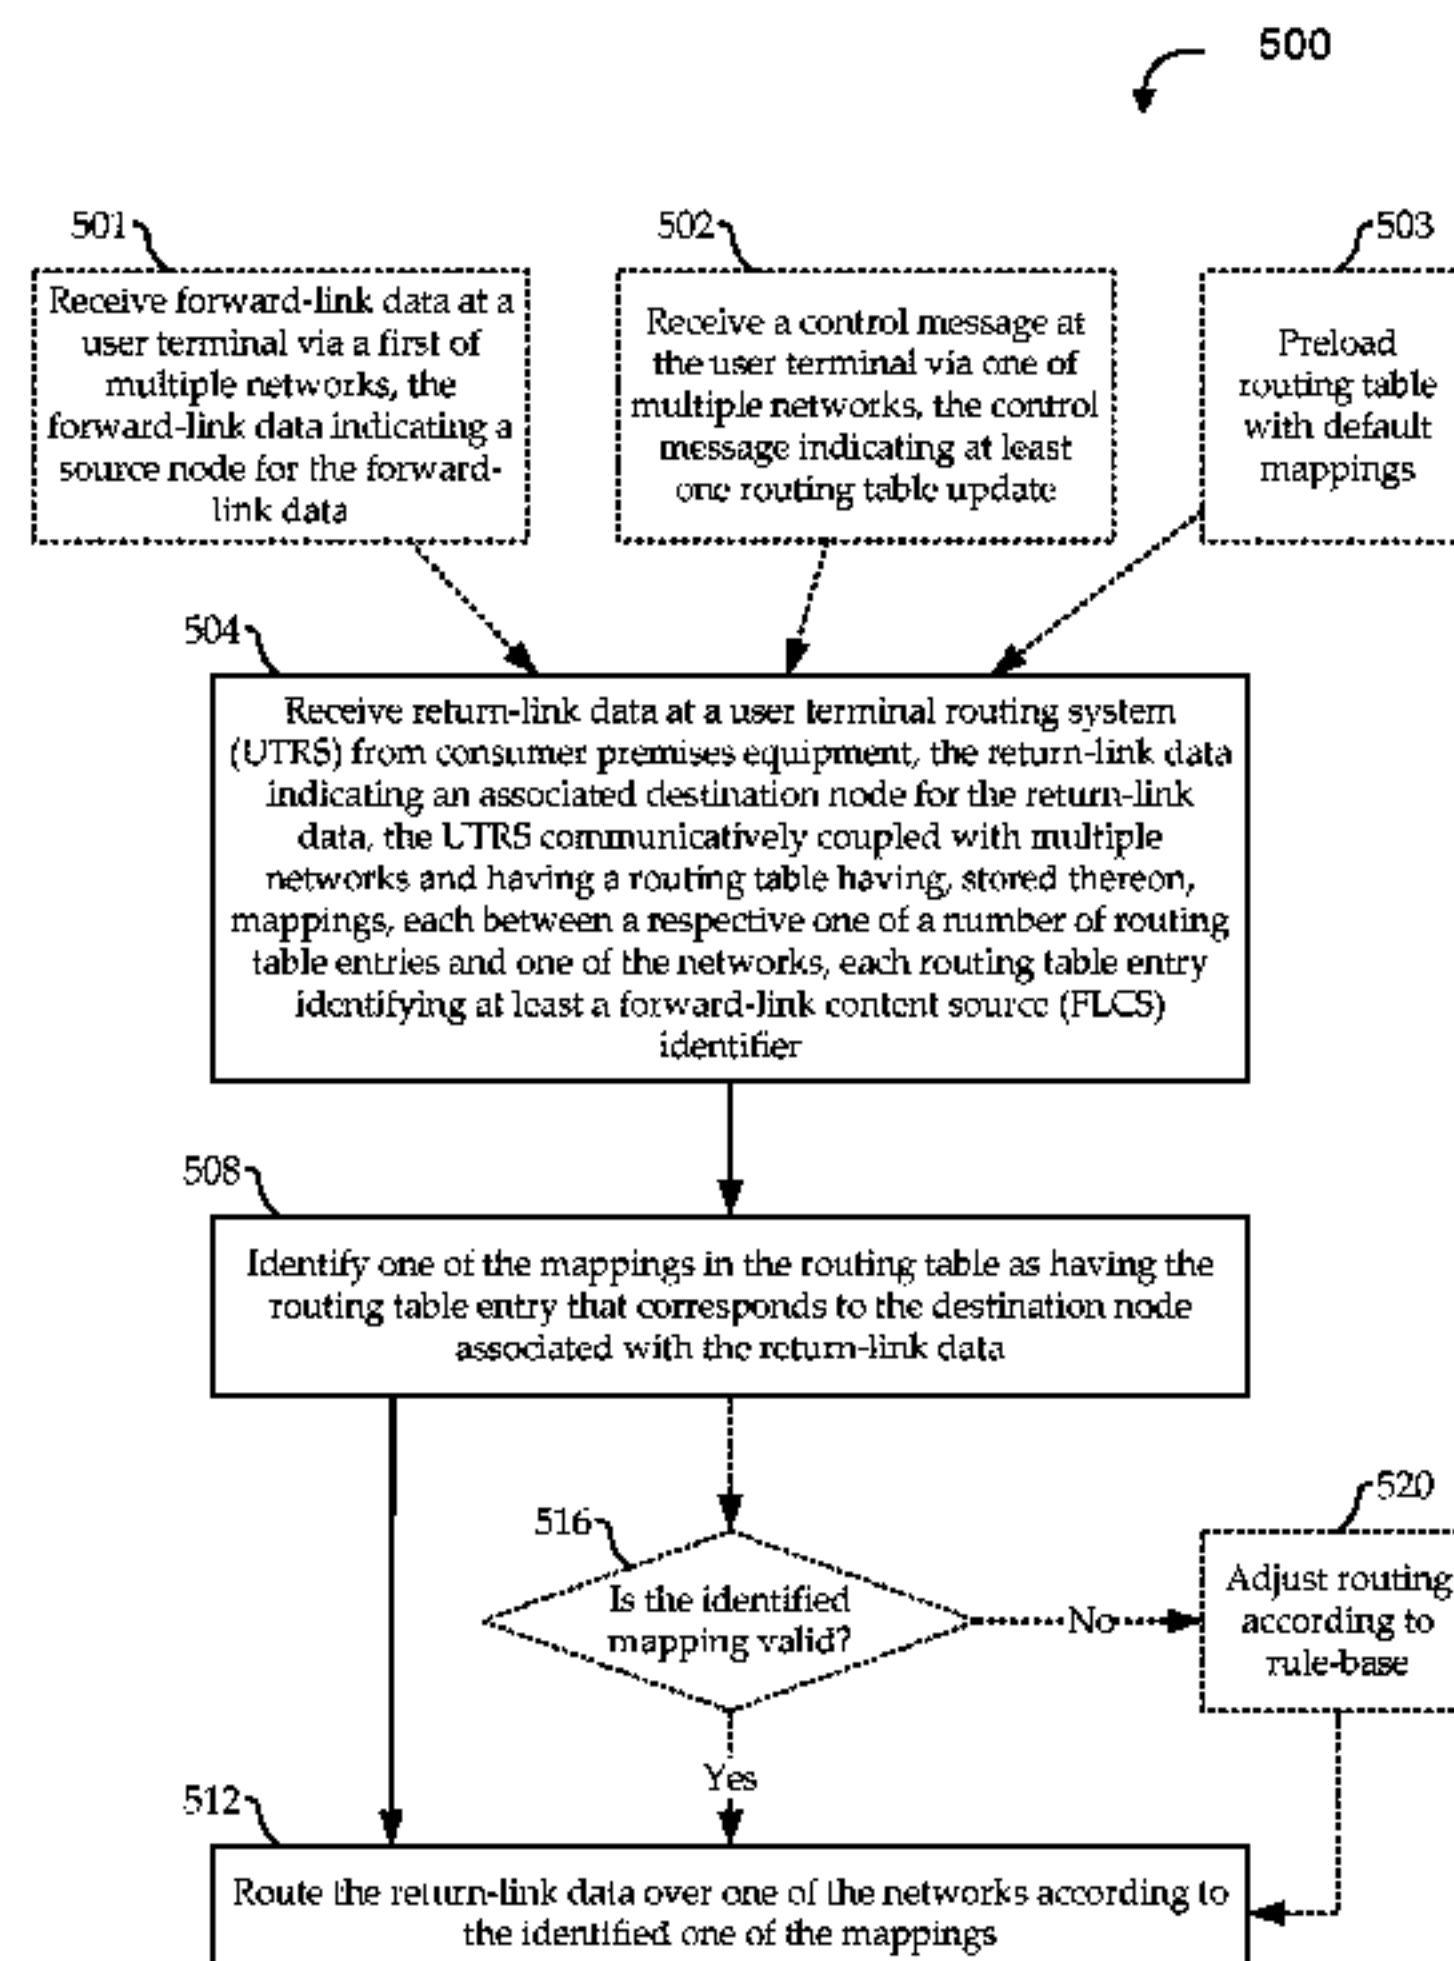 500
501
Receive forward-link data at a
user terminal via a first of
multiple networks, the
forward-link data indicating a
source node for the forward-
link data
502
Receive a control message at
the user terminal via one of
multiple networks, the control
message indicating at least
one routing table update
503
Preload
routing table
with default
mappings
504
Receive return-link data at a user terminal routing system
(UTRS) from consumer premises equipment, the return-link data
indicating an associated destination node for the return-link
data, the UTRS communicatively coupled with multiple
networks and having a routing table having, stored thereon,
mappings, each between a respective one of a number of routing
table entries and one of the networks, each routing table entry
identifying at least a forward-link content source (FLCS)
identifier
508
Identify one of the mappings in the routing table as having the
routing table entry that corresponds to the destination node
associated with the return-link data
516
Is the identified
mapping valid?
No
520
Adjust routing
according to
rule-base
Yes
512
Route the return-link data over one of the networks according to
the identified one of the mappings